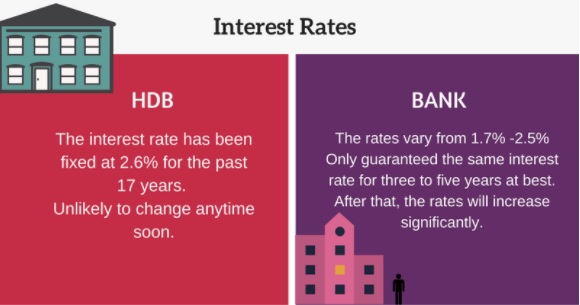 Interest Rates
HDB
The interest rate has been
fixed at 2.6% for the past
17 years.
Unlikely to change anytime
soon.
BANK
The rates vary from 1.7% -2.5%
Only guaranteed the same interest
rate for three to five years at best.
After that, the rates will increase
significantly.